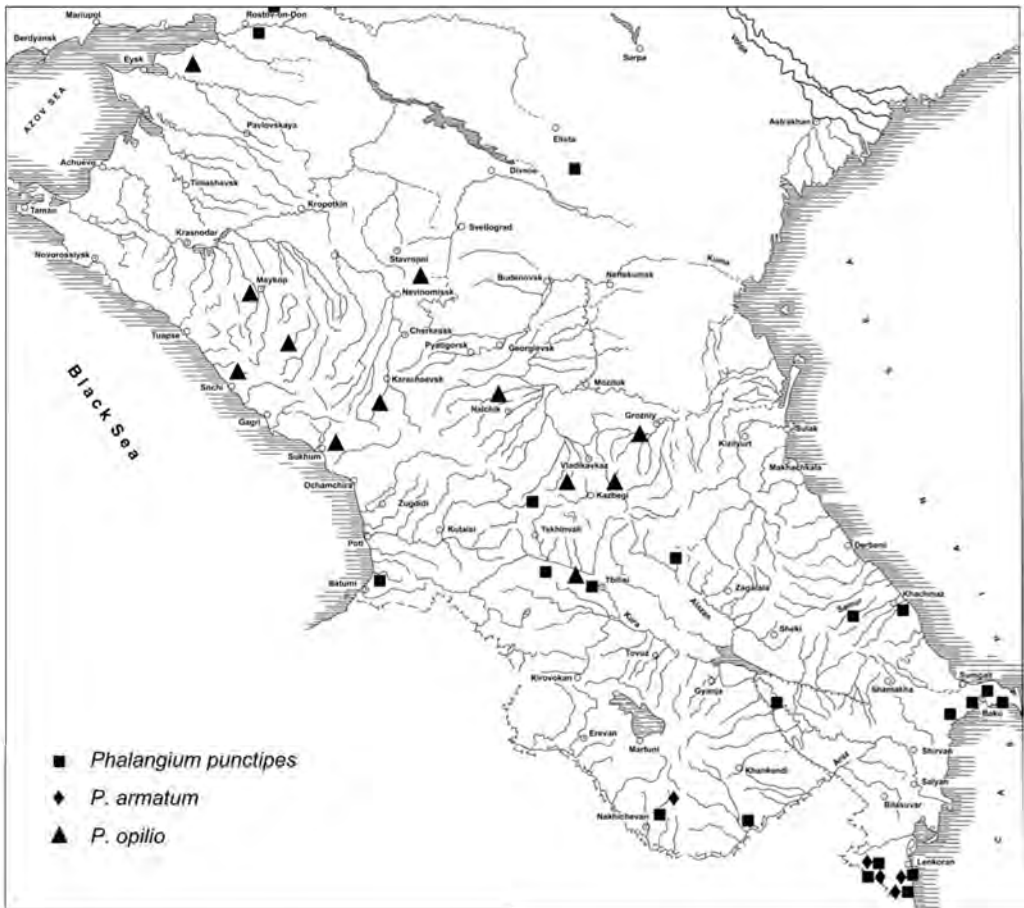 Mariupol
Rostov-on-Don
Berdyansk
Eysk
Serpa
Volga
AZOV SEA
Astrakhan
Pavlovskaya
Elista
Achuevo
Divnoe
Timashevsk
Kropotkin
Taman
Svetlograd
Krasnodar
Novorossiysk
Stavropol
Kuma
Budenovsk
Neftekumsk
Maykop
Nevinomissk
Tuapse
Cherkessk
Pyatigorsk
Georgievsk
Black Sea
Karachaevsk
Mozdok
Sochi
Nalchik
Grozniy
Gagri
Kizilyurt
Sulak
Sukhum
Makhachkala
Vladikavkaz
Ochamchira
Kazbegi
Zugdidi
Kutaisi
Tskhinvali
Poti
Derbent
Batumi
Tbilisi
Zagatala
Khachmaz
Samur
Alazan
Kura
Sheki
Tovuz
Kirovokan
Gyanja
Shamakha
Sumgait
Baku
Erevan
Martuni
Shirvan
Khankendi
Araz
Salyan
Bilasuvar
Nakhichevan
Lenkoran
Phalangium punctipes
P. armatum
P. opilio